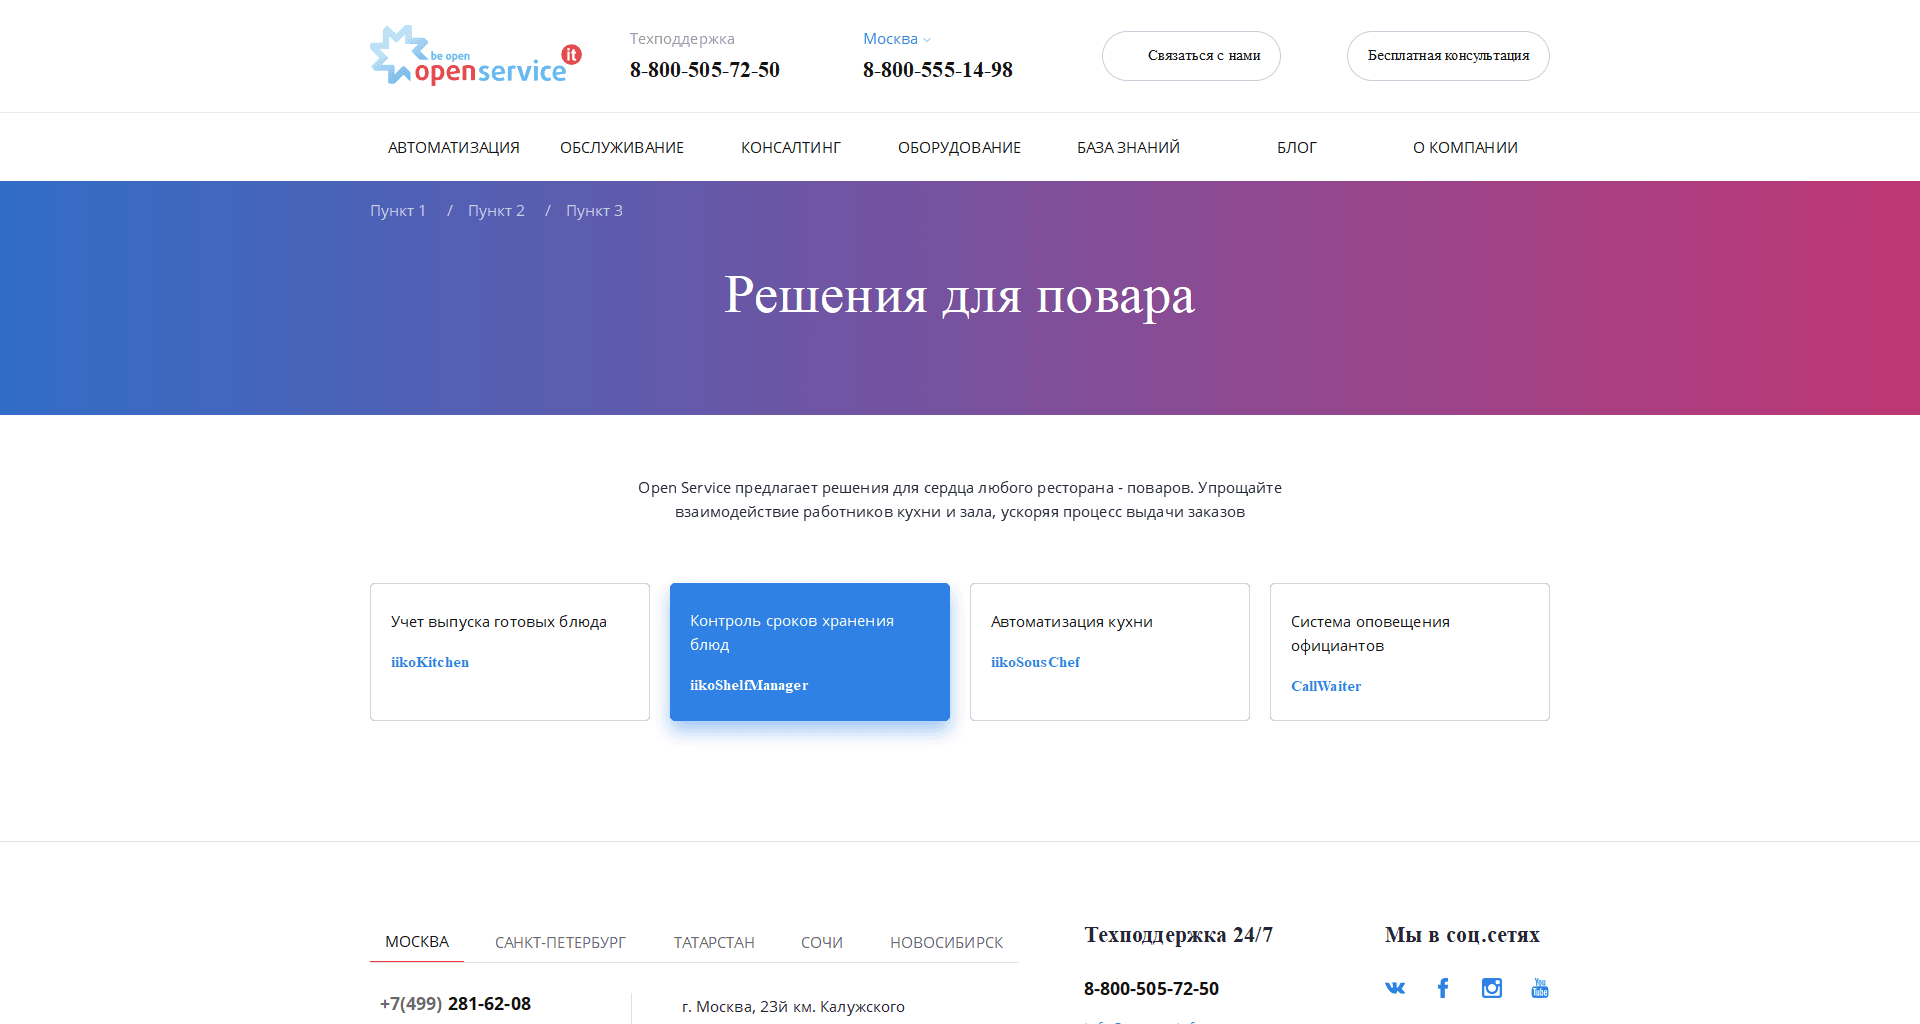 be open
openservice it
Техподдержка
8-800-505-72-50
Москва
8-800-555-14-98
Связаться с нами
Бесплатная консультация
АВТОМАТИЗАЦИЯ ОБСЛУЖИВАНИЕ КОНСАЛТИНГ ОБОРУДОВАНИЕ БАЗА ЗНАНИЙ БЛОГ О КОМПАНИИ
Пункт 1 / Пункт 2 / Пункт 3
Решения для повара
Open Service предлагает решения для сердца любого ресторана - поваров. Упрощайте
взаимодействие работников кухни и зала, ускоряя процесс выдачи заказов
Учет выпуска готовых блюда
iikoKitchen
Контроль сроков хранения
блюд
iikoShelfManager
Автоматизация кухни
iikoSousChef
Система оповещения
официантов
CallWaiter
МОСКВА САНКТ-ПЕТЕРБУРГ ТАТАРСТАН СОЧИ НОВОСИБИРСК
+7(499) 281-62-08
г. Москва, 23й км. Калужского
Техподдержка 24/7
8-800-505-72-50
Мы в соц.сетях
You
Tube